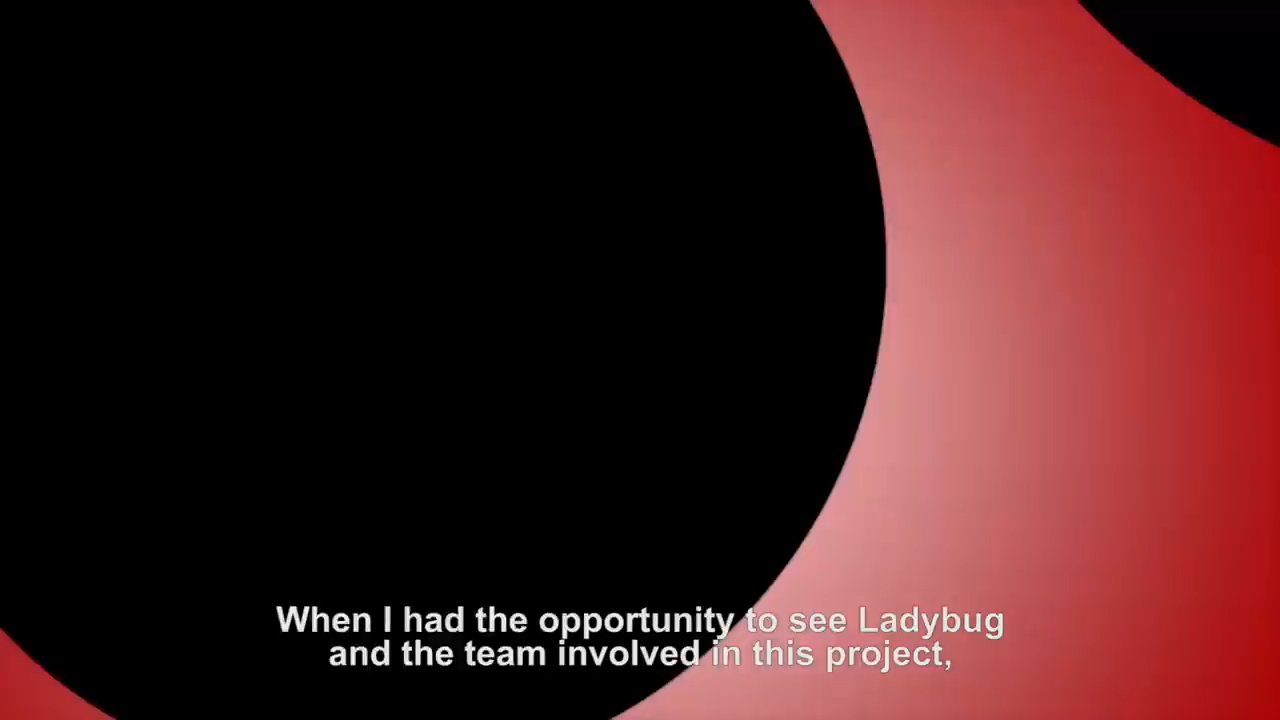 When I had the opportunity to see Ladybug
and the team involved in this project,